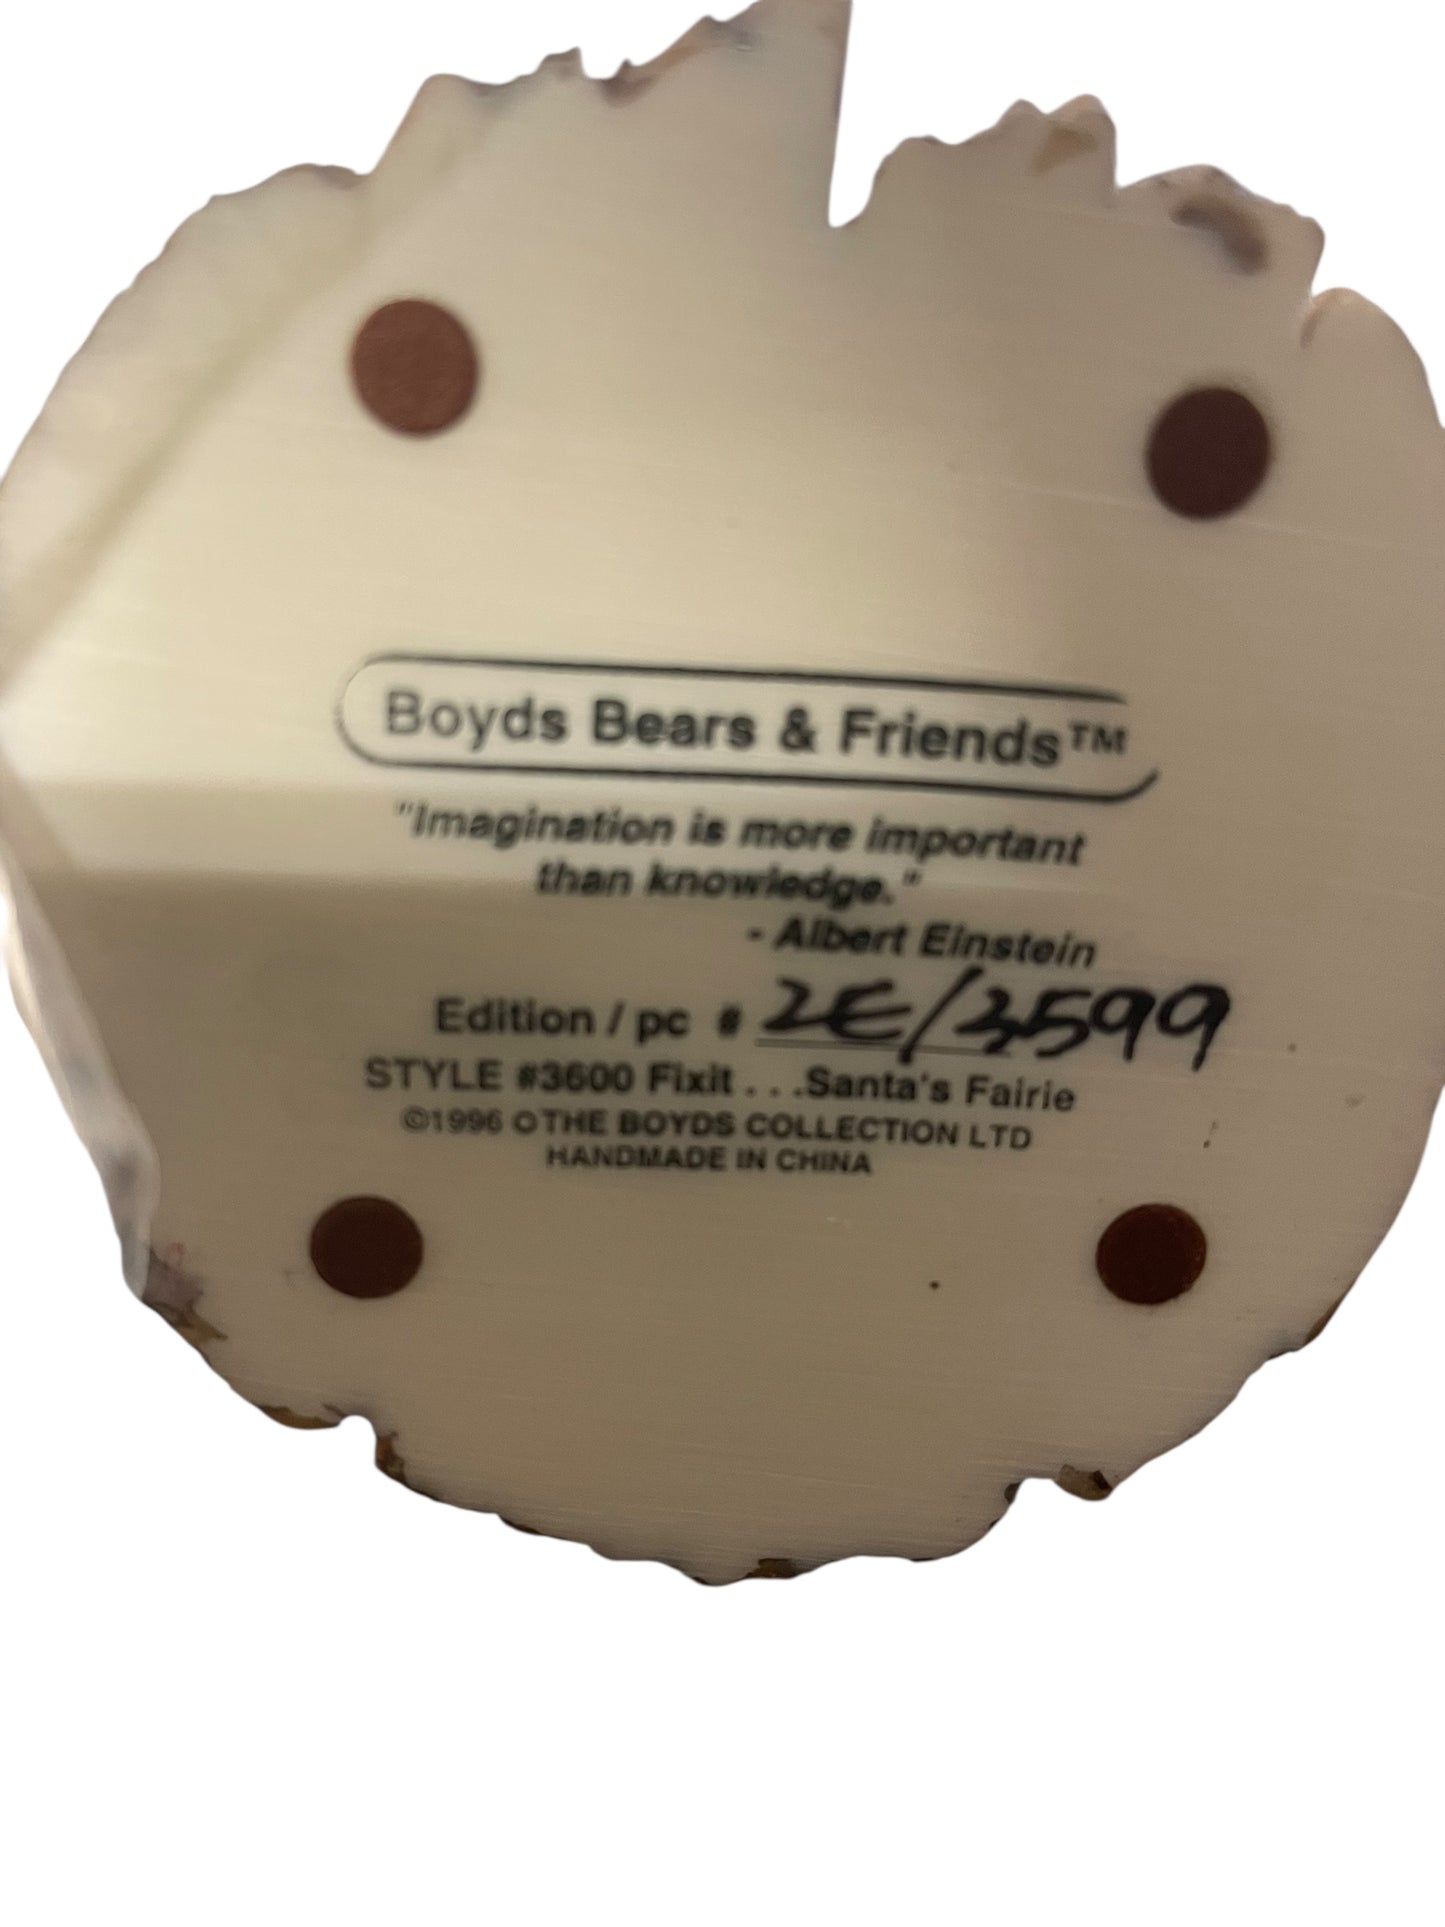 Boyds Bears & Friends™
"Imagination is more important
than knowledge."
- Albert Einstein
Edition / pc # 2E/3599
STYLE #3600 Fixit . . .Santa's Fairie
©1996 THE BOYDS COLLECTION LTD
HANDMADE IN CHINA